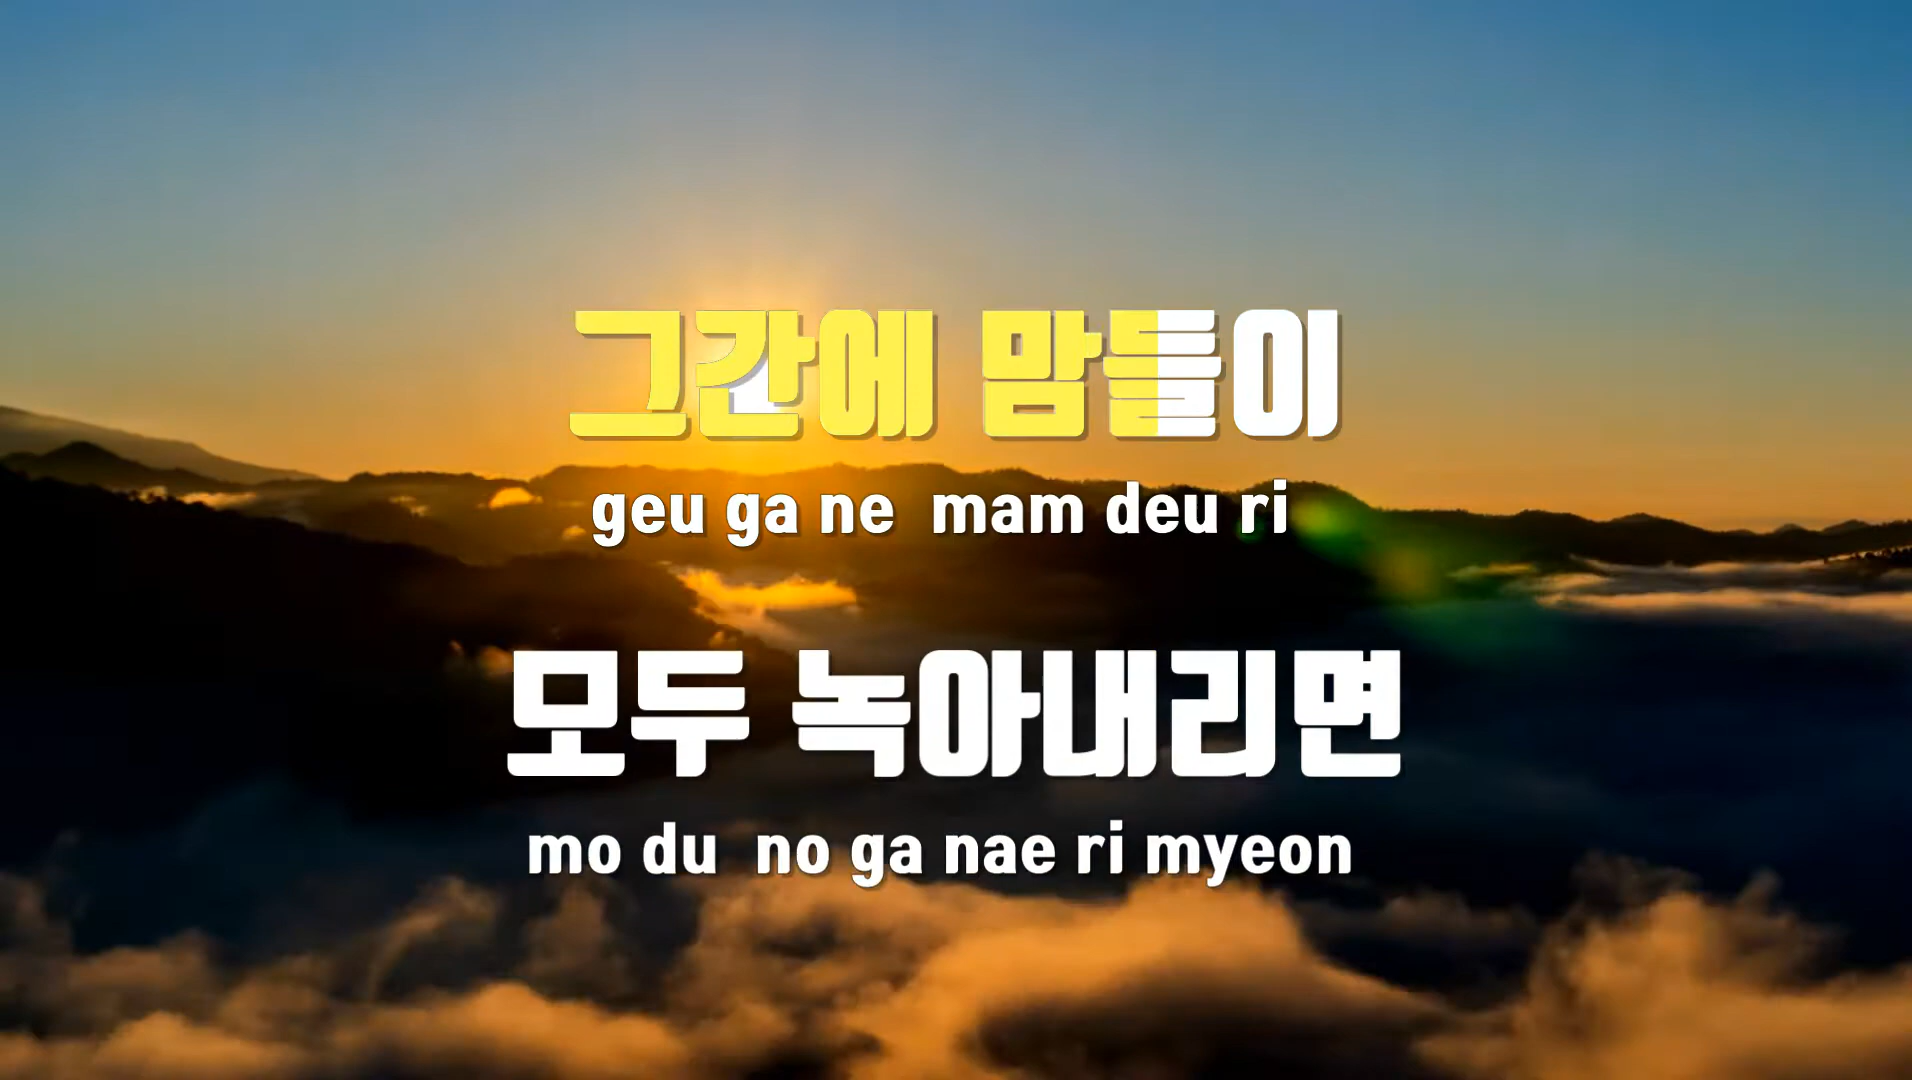 그간에 맘들이
geu ga ne mam deu ri
모두 녹아내리면
mo du no ga nae ri myeon